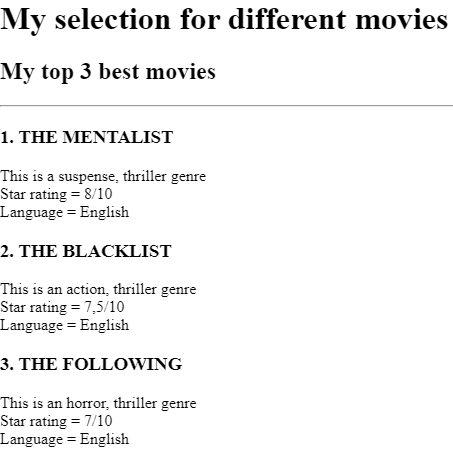 My selection for different movies
My top 3 best movies
1. THE MENTALIST
This is a suspense, thriller genre
Star rating = 8/10
Language = English
2. THE BLACKLIST
This is an action, thriller genre
Star rating = 7,5/10
Language = English
3. THE FOLLOWING
This is an horror, thriller genre
Star rating = 7/10
Language = English